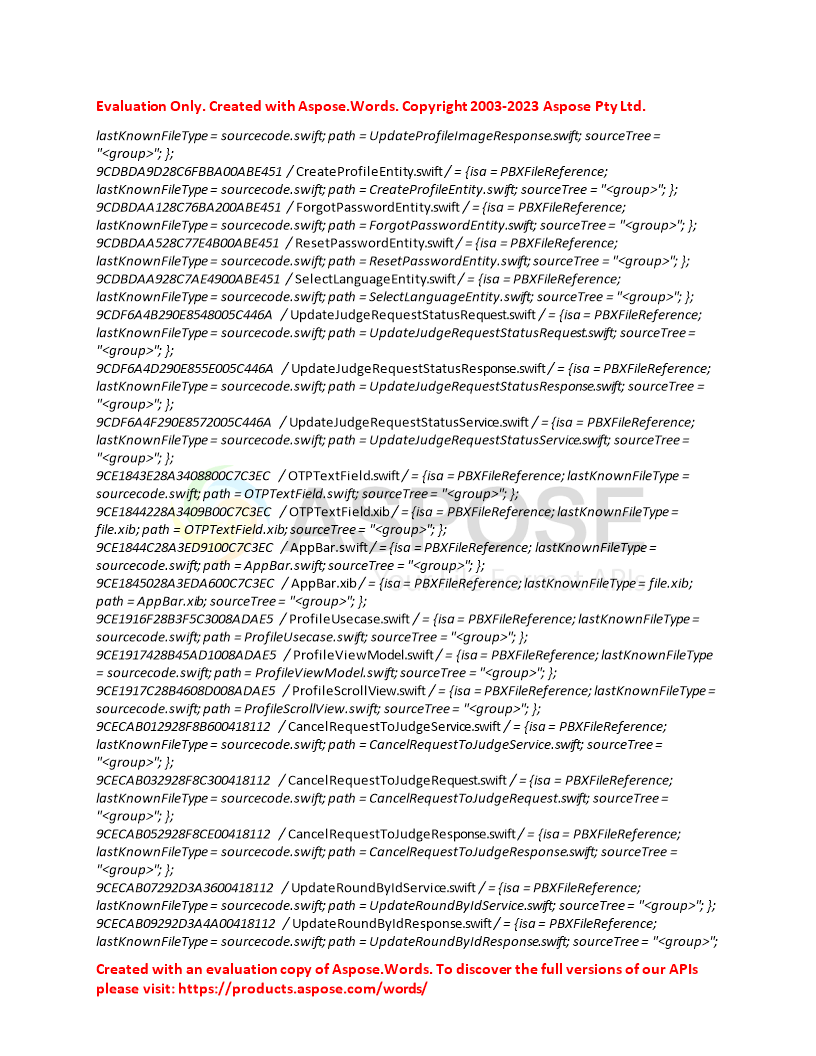 Evaluation Only. Created with Aspose.Words. Copyright 2003-2023 Aspose Pty Ltd.
lastKnownFileType = sourcecode.swift; path = UpdateProfileImageResponse.swift; sourceTree =
"<group>"; };
9CDBDA9D28C6FBBA00ABE451 / CreateProfileEntity.swift / = {isa = PBXFileReference;
lastKnownFileType = sourcecode.swift; path = CreateProfileEntity.swift; sourceTree = "<group>"; };
9CDBDAA128C76BA200ABE451 / ForgotPasswordEntity.swift / = {isa = PBXFileReference;
lastKnownFileType = sourcecode.swift; path = ForgotPasswordEntity.swift; sourceTree = "<group>"; };
9CDBDAA528C77E4B00ABE451 / ResetPasswordEntity.swift / = {isa = PBXFileReference;
lastKnownFileType = sourcecode.swift; path = ResetPasswordEntity.swift; sourceTree = "<group>"; };
9CDBDAA928C7AE4900ABE451 / SelectLanguageEntity.swift / = {isa = PBXFileReference;
lastKnownFileType = sourcecode.swift; path = SelectLanguageEntity.swift; sourceTree = "<group>"; };
9CDF6A4B290E8548005C446A / UpdateJudgeRequestStatusRequest.swift / = {isa = PBXFileReference;
lastKnownFileType = sourcecode.swift; path = UpdateJudgeRequestStatusRequest.swift; sourceTree =
"<group>"; };
9CDF6A4D290E855E005C446A / UpdateJudgeRequestStatusResponse.swift / = {isa = PBXFileReference;
lastKnownFileType = sourcecode.swift; path = UpdateJudgeRequestStatusResponse.swift; sourceTree =
"<group>"; };
9CDF6A4F290E8572005C446A / UpdateJudgeRequestStatusService.swift / = {isa = PBXFileReference;
lastKnownFileType = sourcecode.swift; path = UpdateJudgeRequestStatusService.swift; sourceTree =
"<group>"; };
9CE1843E28A3408800C7C3EC / OTPTextField.swift / = {isa = PBXFileReference; lastKnownFileType =
sourcecode.swift; path = OTPTextField.swift; sourceTree = "<group>"; };
9CE1844228A3409B00C7C3EC / OTPTextField.xib / = {isa = PBXFileReference; lastKnownFileType =
file.xib; path = OTPTextField.xib; sourceTree = "<group>"; };
9CE1844C28A3ED9100C7C3EC / AppBar.swift / = {isa = PBXFileReference; lastKnownFileType =
sourcecode.swift; path = AppBar.swift; sourceTree = "<group>"; };
9CE1845028A3EDA600C7C3EC / AppBar.xib / = {isa = PBXFileReference; lastKnownFileType = file.xib;
path = AppBar.xib; sourceTree = "<group>"; };
9CE1916F28B3F5C3008ADAE5 / ProfileUsecase.swift / = {isa = PBXFileReference; lastKnownFileType =
sourcecode.swift; path = ProfileUsecase.swift; sourceTree = "<group>"; };
9CE1917428B45AD1008ADAE5 / ProfileViewModel.swift / = {isa = PBXFileReference; lastKnownFileType
= sourcecode.swift; path = ProfileViewModel.swift; sourceTree = "<group>"; };
9CE1917C28B4608D008ADAE5 / ProfileScrollView.swift / = {isa = PBXFileReference; lastKnownFileType =
sourcecode.swift; path = ProfileScrollView.swift; sourceTree = "<group>"; };
9CECAB012928F8B600418112 / CancelRequestToJudgeService.swift / = {isa = PBXFileReference;
lastKnownFileType = sourcecode.swift; path = CancelRequestToJudgeService.swift; sourceTree =
"<group>"; };
9CECAB032928F8C300418112 / CancelRequestToJudgeRequest.swift / = {isa = PBXFileReference;
lastKnownFileType = sourcecode.swift; path = CancelRequestToJudgeRequest.swift; sourceTree =
"<group>"; };
9CECAB052928F8CE00418112 / CancelRequestToJudgeResponse.swift / = {isa = PBXFileReference;
lastKnownFileType = sourcecode.swift; path = CancelRequestToJudgeResponse.swift; sourceTree =
"<group>"; };
9CECAB07292D3A3600418112 / UpdateRoundByIdService.swift / = {isa = PBXFileReference;
lastKnownFileType = sourcecode.swift; path = UpdateRoundByIdService.swift; sourceTree = "<group>"; };
9CECAB09292D3A4A00418112 / UpdateRoundByIdResponse.swift / = {isa = PBXFileReference;
lastKnownFileType = sourcecode.swift; path = UpdateRoundByIdResponse.swift; sourceTree = "<group>";
Created with an evaluation copy of Aspose.Words. To discover the full versions of our APIs
please visit: https://products.aspose.com/words/
ASPOSE